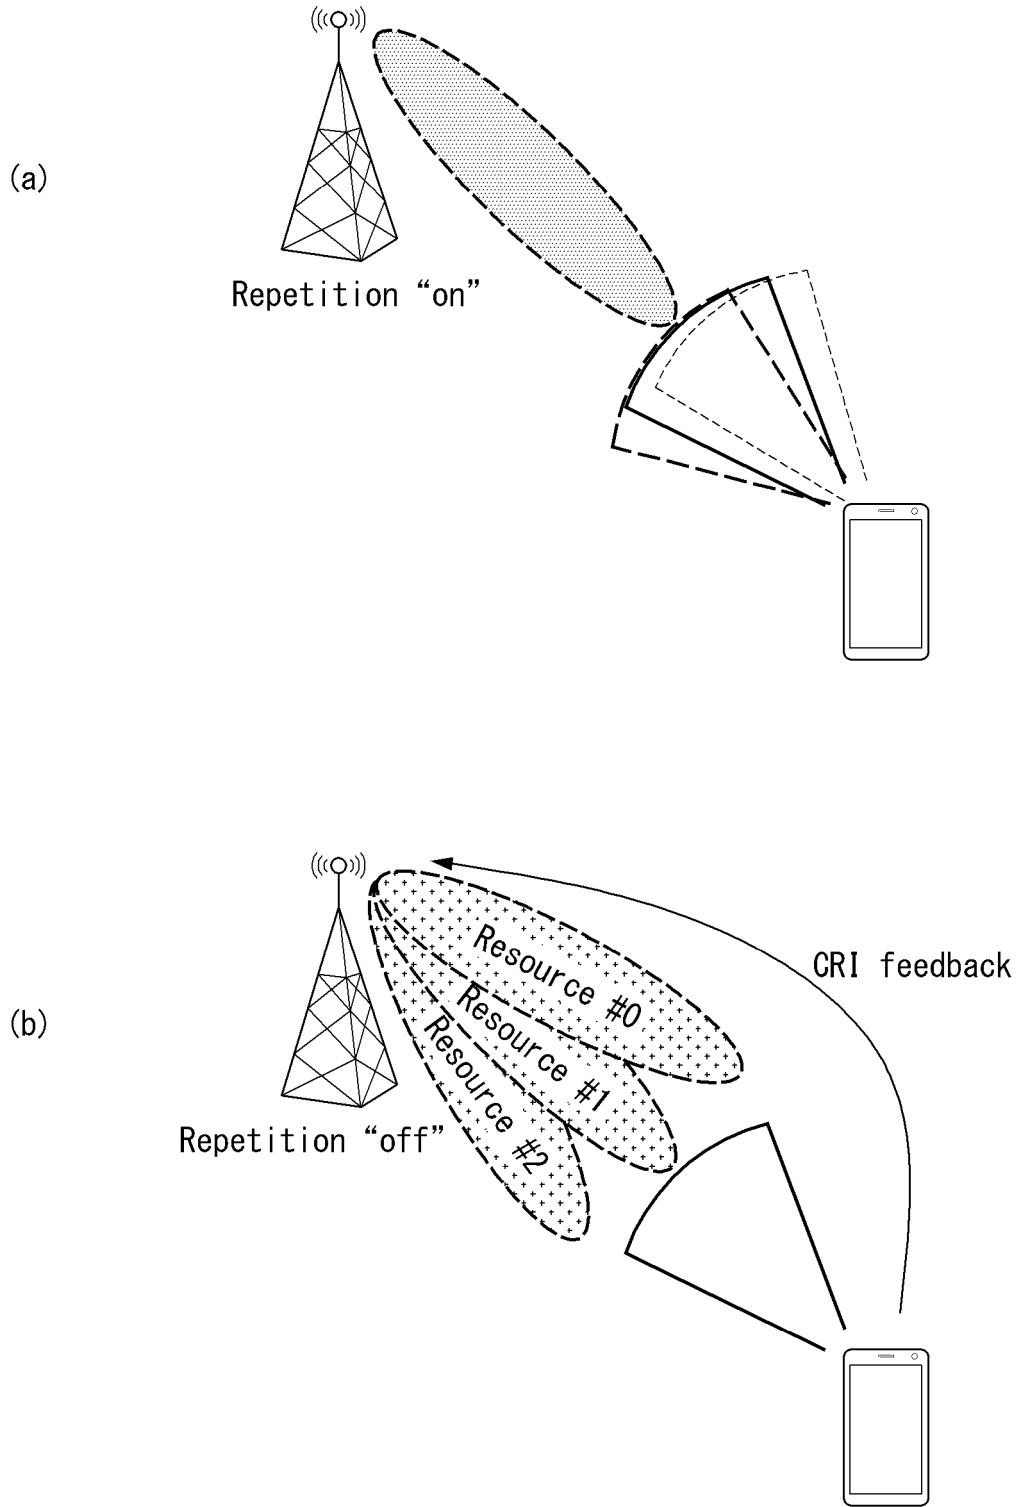 (a)
Repetition “on”
(b)
Resource #0
Resource #1
Resource #2
CRI feedback
Repetition “off”